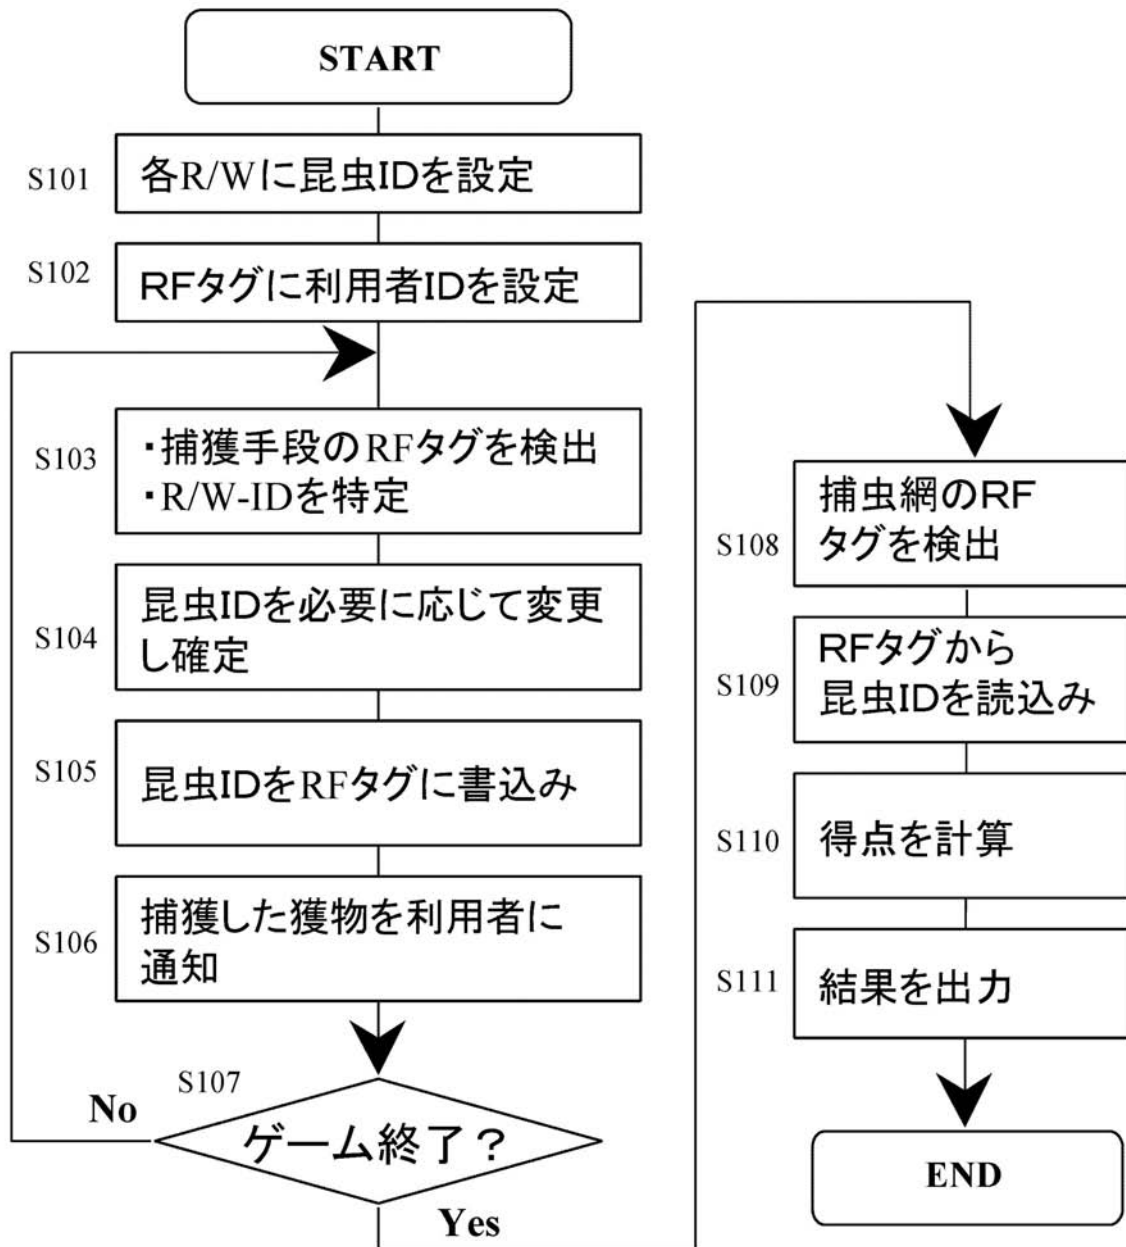 START
S101
各R/Wに昆虫IDを設定
S102
RFタグに利用者IDを設定
S103
・捕獲手段のRFタグを検出
・R/W-IDを特定
S104
昆虫IDを必要に応じて変更
し確定
S105
昆虫IDをRFタグに書込み
S106
捕獲した獲物を利用者に
通知
S107
ゲーム終了？
No
Yes
S108
捕虫網のRF
タグを検出
S109
RFタグから
昆虫IDを読込み
S110
得点を計算
S111
結果を出力
END